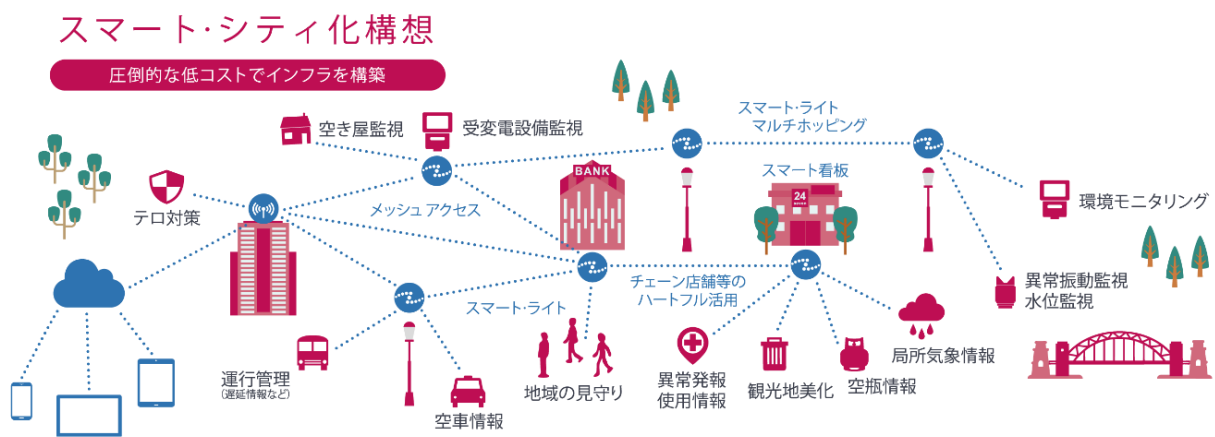 スマート・シティ化構想
圧倒的な低コストでインフラを構築
空き屋監視
受変電設備監視
スマート・ライト
マルチホッピング
テロ対策
メッシュ アクセス
BANK
スマート看板
24
環境モニタリング
異常振動監視
水位監視
スマート・ライト
チェーン店舗等の
ハートフル活用
運行管理
(遅延情報など)
空車情報
地域の見守り
異常発報
使用情報
観光地美化
空瓶情報
局所気象情報